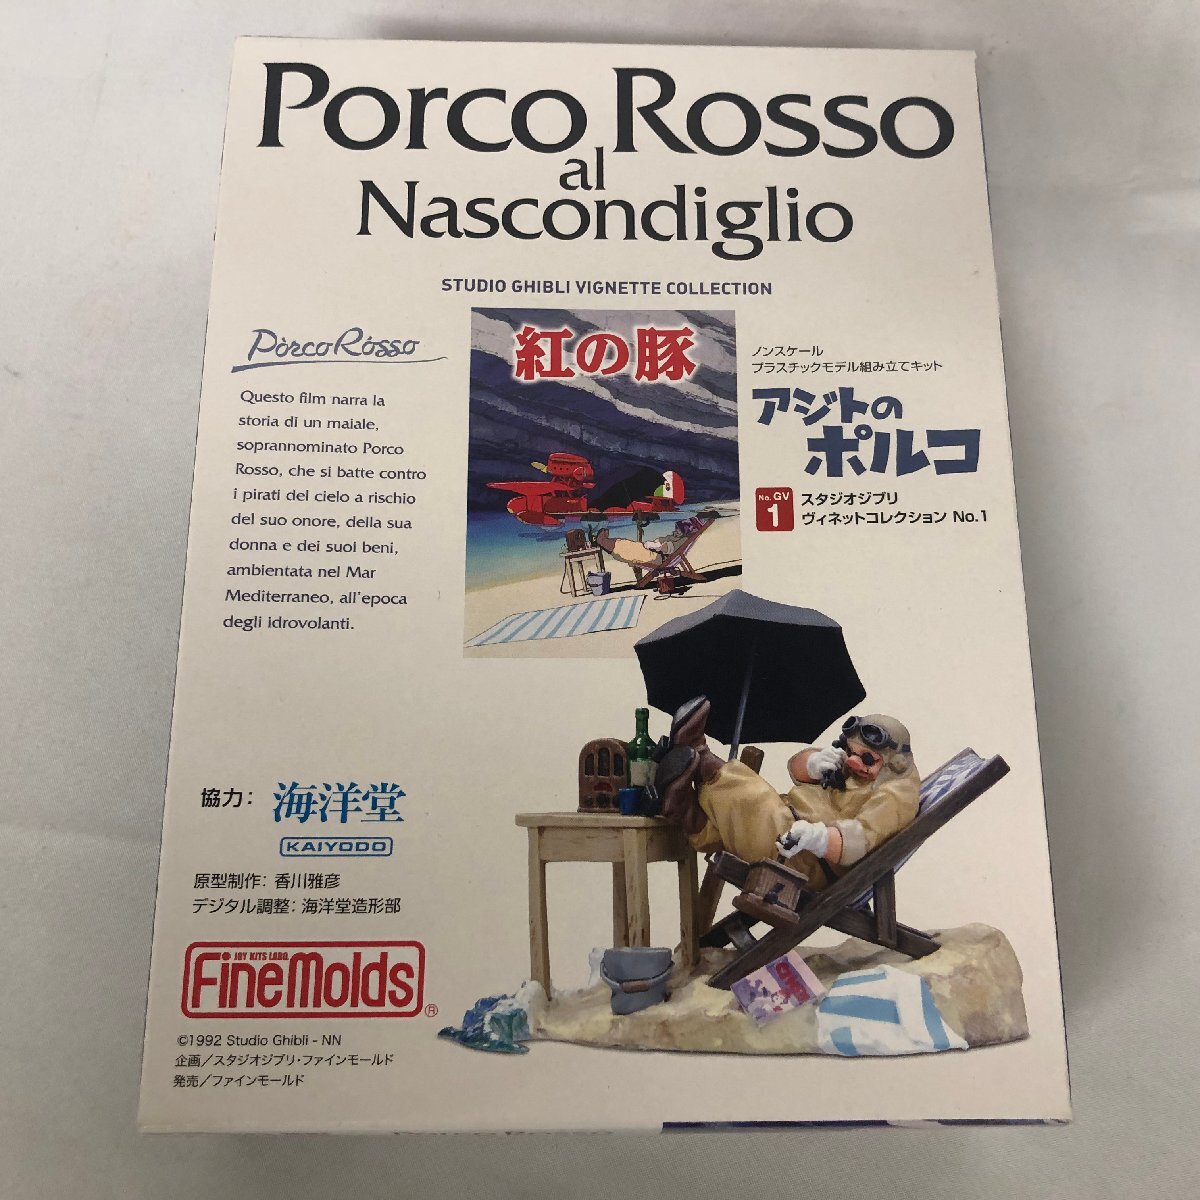 Porco Rosso
al
Nascondiglio
STUDIO GHIBLI VIGNETTE COLLECTION
Porco Rosso
Questo film narra la
storia di un maiale,
soprannominato Porco
Rosso, che si batte contro
i pirati del cielo a rischio
del suo onore, della sua
donna e dei suoi beni,
ambientata nel Mar
Mediterraneo, all'epoca
degli idrovolanti.
紅の豚
ノンスケール
プラスチックモデル組み立てキット
アジトの
ポルコ
No. GV
1
スタジオジブリ
ヴィネットコレクション No.1
協力: 海洋堂
KAIYODO
原型制作: 香川雅彦
デジタル調整: 海洋堂造形部
JOY KITS LABO.
FineMolds®
©1992 Studio Ghibli - NN
企画/スタジオジブリ・ファインモールド
発売/ファインモールド